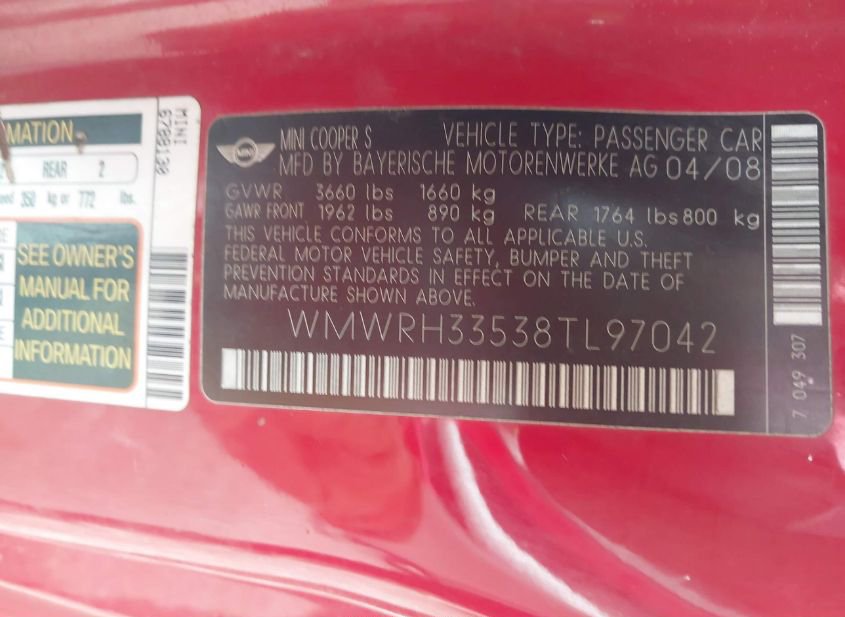 MATION
REAR 2
350 kg or 772 lbs.
SEE OWNER'S
MANUAL FOR
ADDITIONAL
INFORMATION
MINI
6780130
MINI
MINI COOPER S VEHICLE TYPE: PASSENGER CAR
MFD BY BAYERISCHE MOTORENWERKE AG 04/08
GVWR 3660 lbs 1660 kg
GAWR FRONT 1962 lbs 890 kg REAR 1764 lbs 800 kg
THIS VEHICLE CONFORMS TO ALL APPLICABLE U.S.
FEDERAL MOTOR VEHICLE SAFETY, BUMPER AND THEFT
PREVENTION STANDARDS IN EFFECT ON THE DATE OF
MANUFACTURE SHOWN ABOVE.
WMWRH33538TL97042
7 049 307